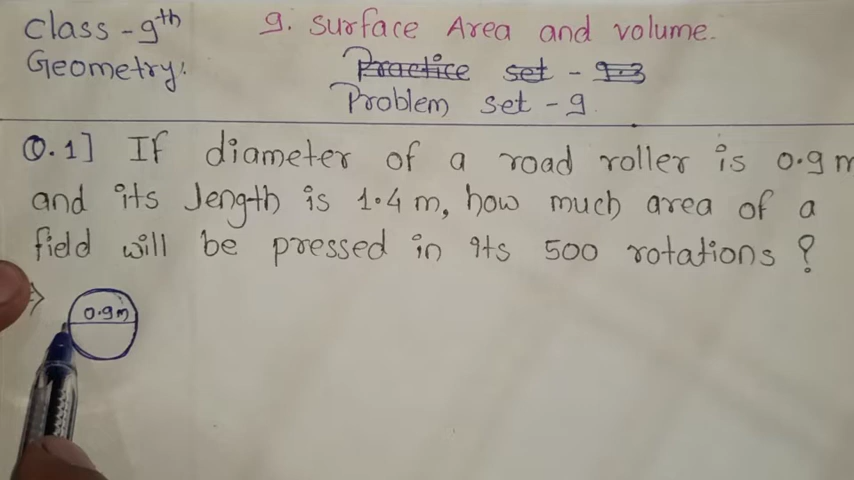 Class - 9th
9. Surface Area and volume.
Geometry:
Practice set - 9.3
Problem set - 9.
Q.1] If diameter of a road roller is 0.9 m
and its length is 1.4 m, how much area of a
field will be pressed in its 500 rotations ?
⇒
0.9m